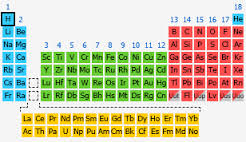 1 18
H 2 13 14 15 16 17 He
Li Be B C N O F Ne
Na Mg 3 4 5 6 7 8 9 10 11 12 Al Si P S Cl Ar
K Ca Sc Ti V Cr Mn Fe Co Ni Cu Zn Ga Ge As Se Br Kr
Rb Sr Y Zr Nb Mo Tc Ru Rh Pd Ag Cd In Sn Sb Te I Xe
Cs Ba Lu Hf Ta W Re Os Ir Pt Au Hg Tl Pb Bi Po At Rn
Fr Ra Lr Rf Db Sg Bh Hs Mt Ds Rg Cn
La Ce Pr Nd Pm Sm Eu Gd Tb Dy Ho Er Tm Yb
Ac Th Pa U Np Pu Am Cm Bk Cf Es Fm Md No